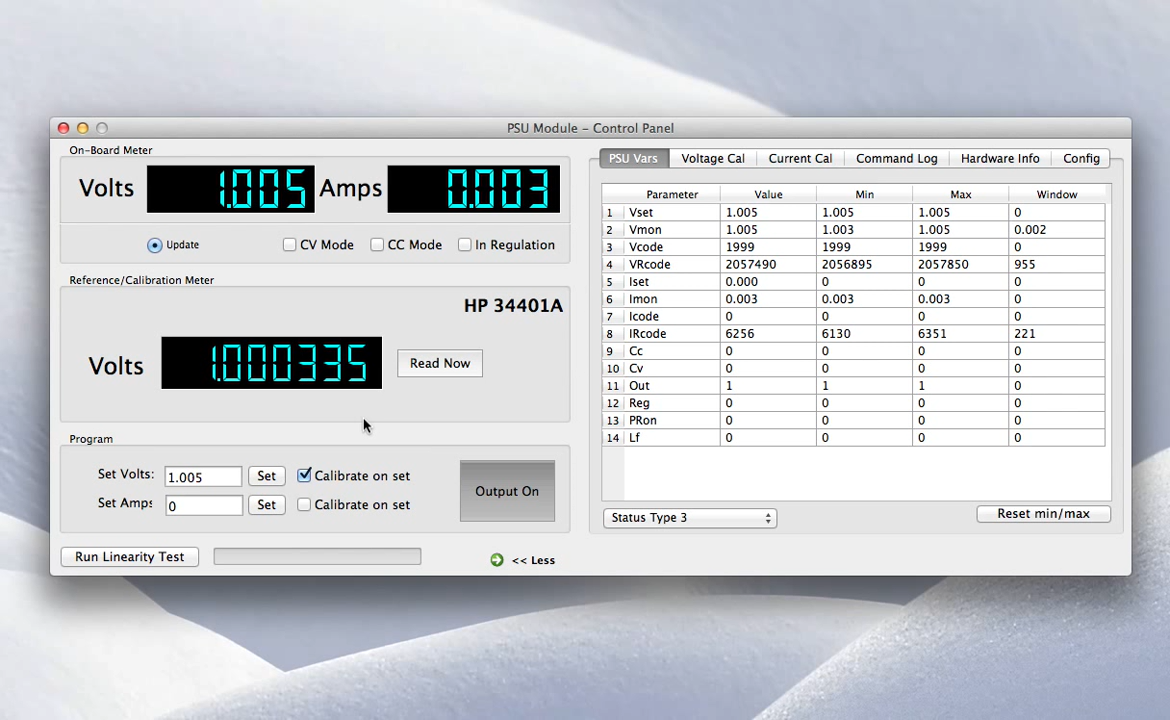 PSU Module – Control Panel
On-Board Meter
Volts 1.005 Amps 0.003
Update CV Mode CC Mode In Regulation
Reference/Calibration Meter
HP 34401A
Volts 1.000335 Read Now
Program
Set Volts: 1.005 Set Calibrate on set
Set Amps 0 Set Calibrate on set
Output On
Run Linearity Test
<< Less
PSU Vars Voltage Cal Current Cal Command Log Hardware Info Config
Parameter Value Min Max Window
1 Vset 1.005 1.005 1.005 0
2 Vmon 1.005 1.003 1.005 0.002
3 Vcode 1999 1999 1999 0
4 VRcode 2057490 2056895 2057850 955
5 Iset 0.000 0 0 0
6 Imon 0.003 0.003 0.003 0
7 Icode 0 0 0 0
8 IRcode 6256 6130 6351 221
9 Cc 0 0 0 0
10 Cv 0 0 0 0
11 Out 1 1 1 0
12 Reg 0 0 0 0
13 PRon 0 0 0 0
14 Lf 0 0 0 0
Status Type 3 Reset min/max